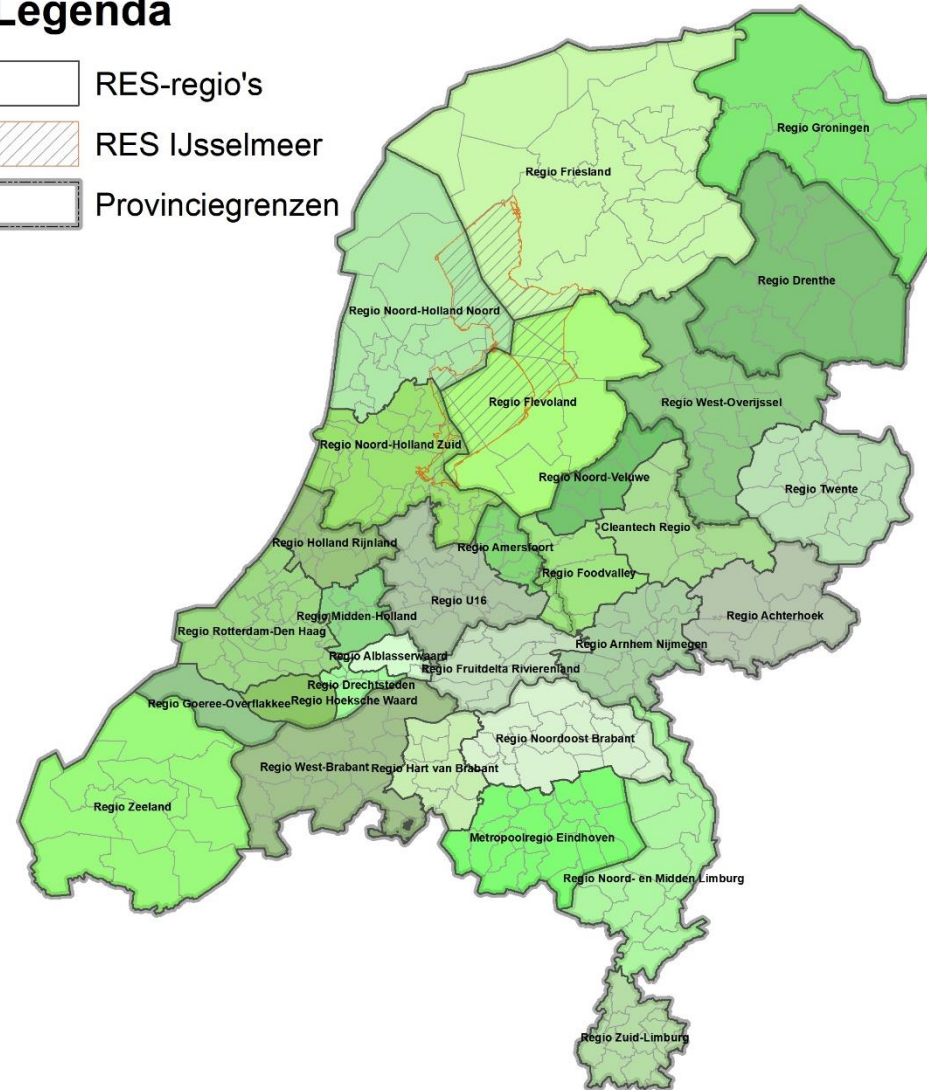 Legenda
RES-regio's
RES IJsselmeer
Provinciegrenzen
Regio Groningen
Regio Friesland
Regio Drenthe
Regio Noord-Holland Noord
Regio Flevoland
Regio West-Overijssel
Regio Noord-Holland Zuid
Regio Noord-Veluwe
Regio Twente
Cleantech Regio
Regio Holland Rijnland
Regio Amersfoort
Regio Foodvalley
Regio U16
Regio Midden-Holland
Regio Achterhoek
Regio Rotterdam-Den Haag
Regio Arnhem Nijmegen
Regio Alblasserwaard
Regio Fruitdelta Rivierenland
Regio Drechtsteden
Regio Goeree-Overflakkee
Regio Hoeksche Waard
Regio Noordoost Brabant
Regio West-Brabant
Regio Hart van Brabant
Regio Zeeland
Metropoolregio Eindhoven
Regio Noord- en Midden Limburg
Regio Zuid-Limburg